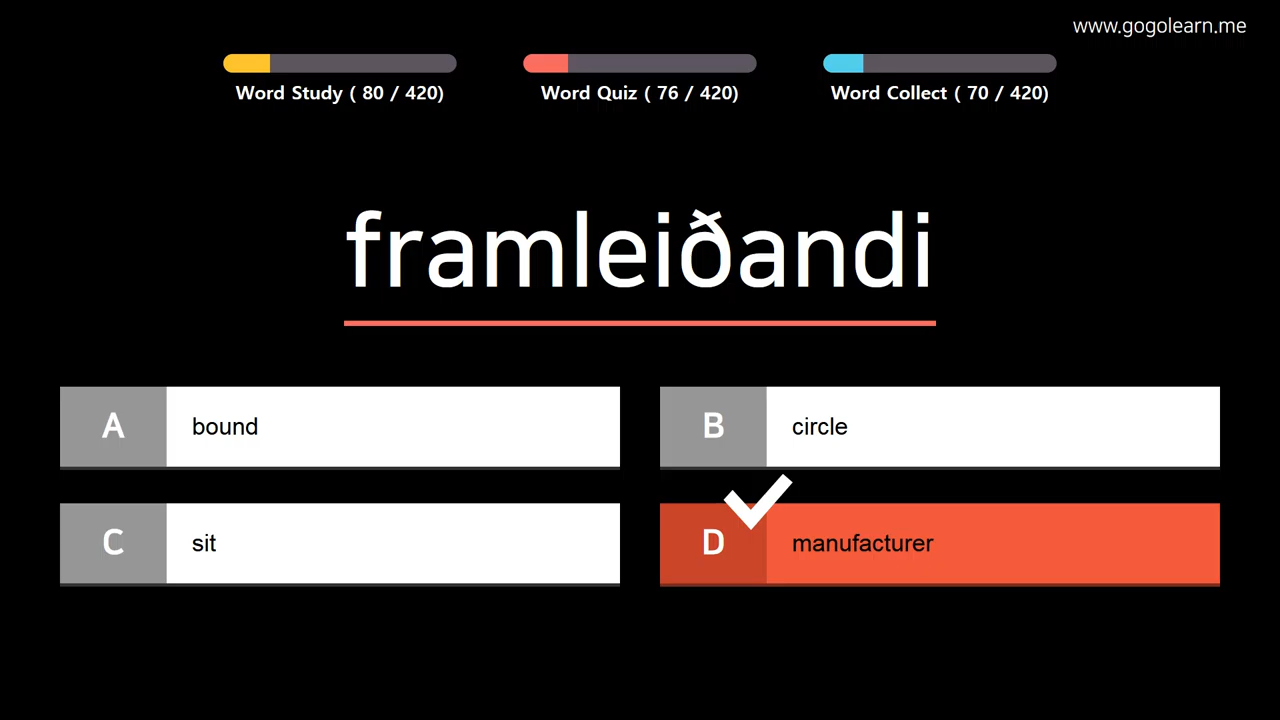 www.gogolearn.me
Word Study ( 80 / 420)
Word Quiz ( 76 / 420)
Word Collect ( 70 / 420)
framleiðandi
A bound
B circle
C sit
D manufacturer